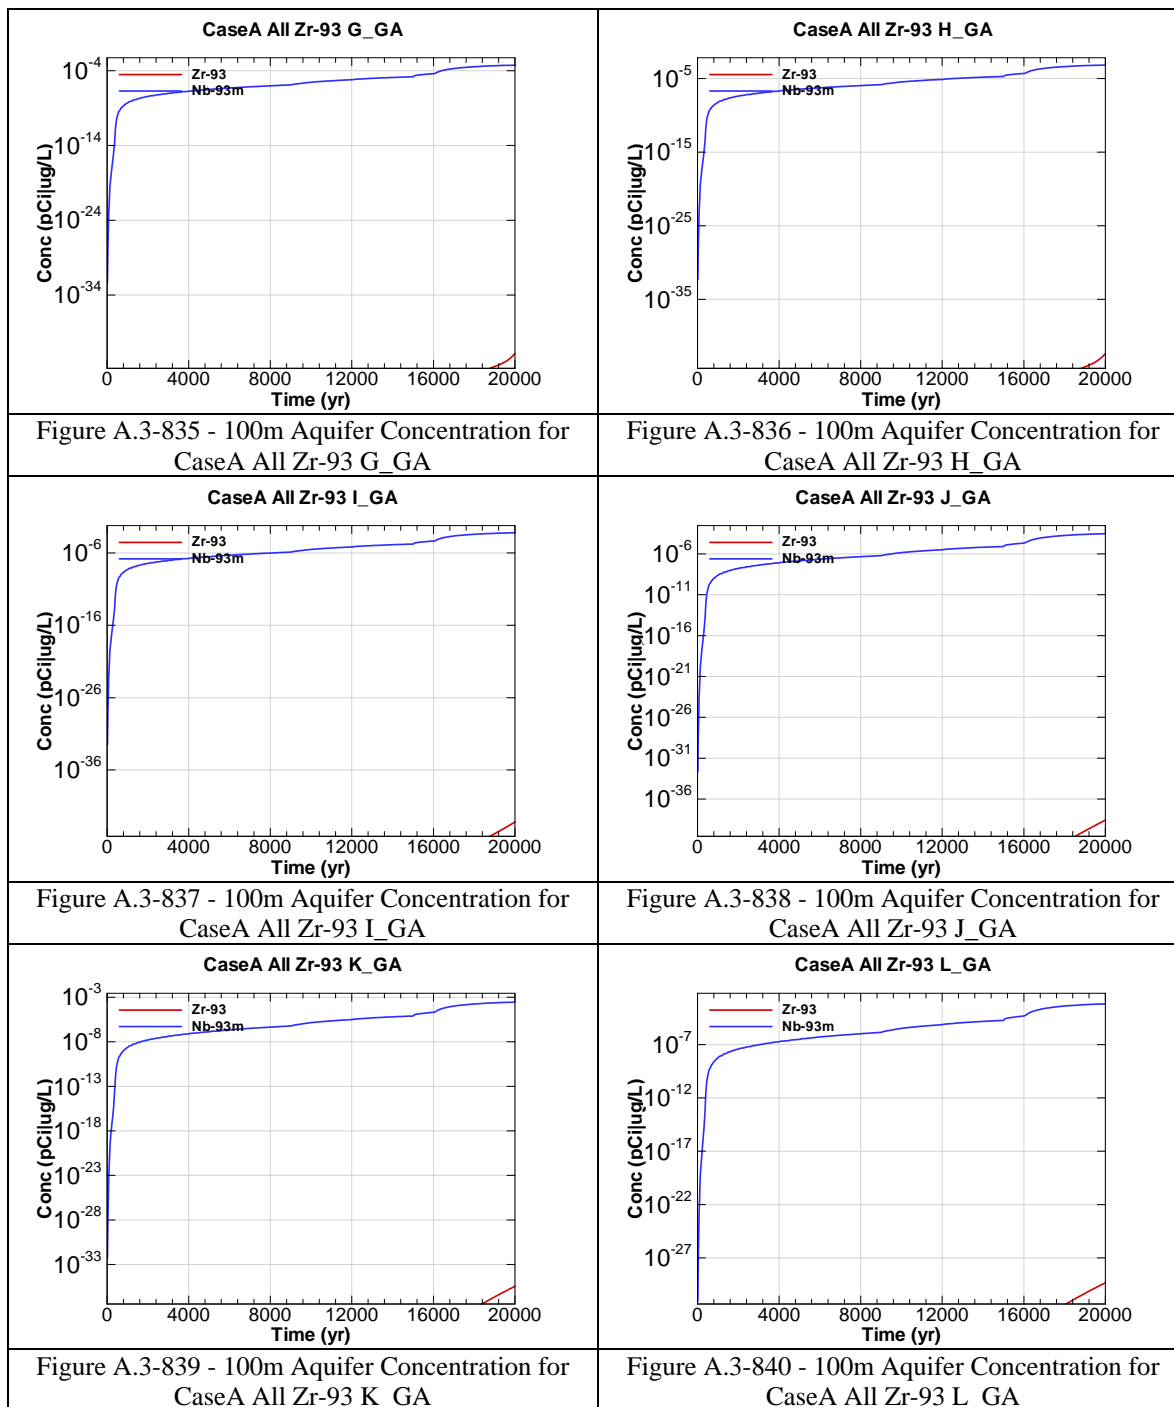 CaseA All Zr-93 G_GA
Zr-93
Nb-93m
10-4
10-14
10-24
10-34
Conc (pCi|ug/L)
0 4000 8000 12000 16000 20000
Time (yr)
Figure A.3-835 - 100m Aquifer Concentration for
CaseA All Zr-93 G_GA
CaseA All Zr-93 H_GA
Zr-93
Nb-93m
10-5
10-15
10-25
10-35
Conc (pCi|ug/L)
0 4000 8000 12000 16000 20000
Time (yr)
Figure A.3-836 - 100m Aquifer Concentration for
CaseA All Zr-93 H_GA
CaseA All Zr-93 I_GA
Zr-93
Nb-93m
10-6
10-16
10-26
10-36
Conc (pCi|ug/L)
0 4000 8000 12000 16000 20000
Time (yr)
Figure A.3-837 - 100m Aquifer Concentration for
CaseA All Zr-93 I_GA
CaseA All Zr-93 J_GA
Zr-93
Nb-93m
10-6
10-11
10-16
10-21
10-26
10-31
10-36
Conc (pCi|ug/L)
0 4000 8000 12000 16000 20000
Time (yr)
Figure A.3-838 - 100m Aquifer Concentration for
CaseA All Zr-93 J_GA
CaseA All Zr-93 K_GA
Zr-93
Nb-93m
10-3
10-8
10-13
10-18
10-23
10-28
10-33
Conc (pCi|ug/L)
0 4000 8000 12000 16000 20000
Time (yr)
Figure A.3-839 - 100m Aquifer Concentration for
CaseA All Zr-93 K_GA
CaseA All Zr-93 L_GA
Zr-93
Nb-93m
10-7
10-12
10-17
10-22
10-27
Conc (pCi|ug/L)
0 4000 8000 12000 16000 20000
Time (yr)
Figure A.3-840 - 100m Aquifer Concentration for
CaseA All Zr-93 L_GA